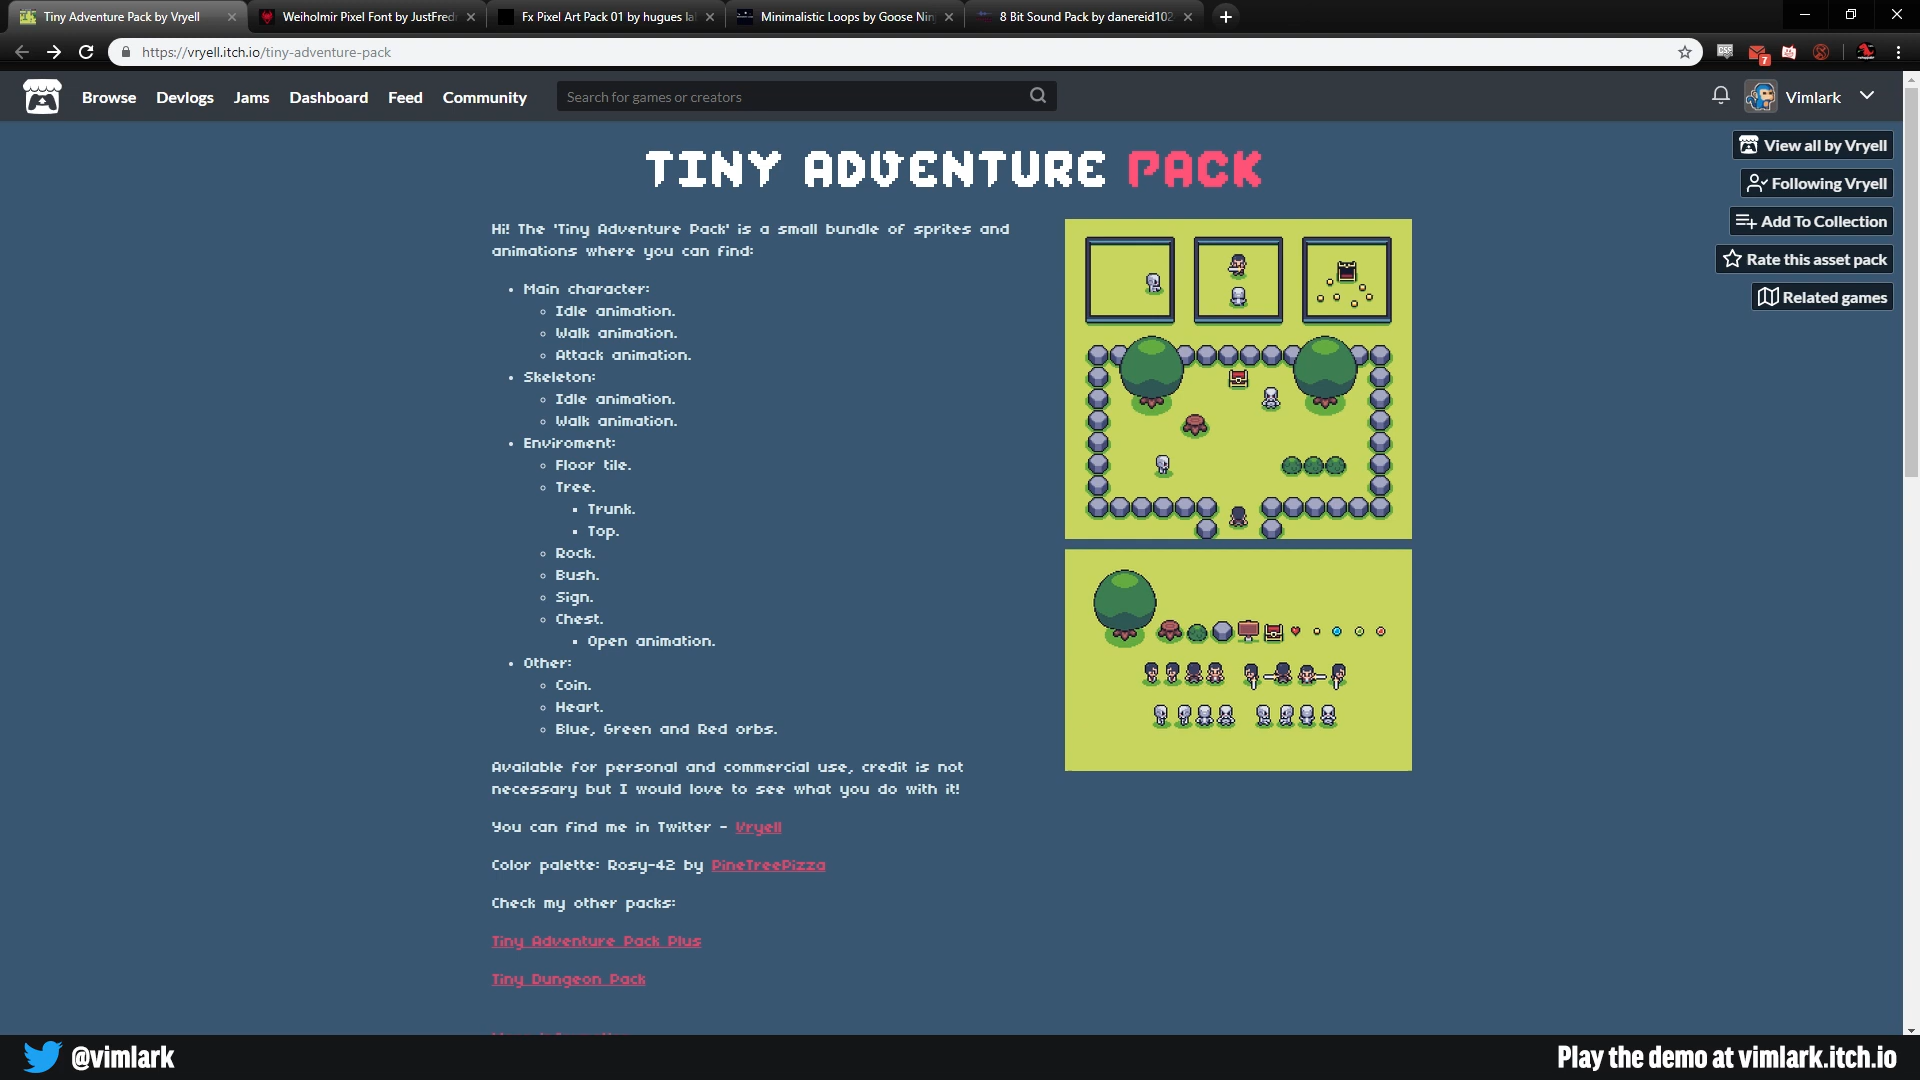 Tiny Adventure Pack by Vryell
Weiholmir Pixel Font by JustFredr
Fx Pixel Art Pack 01 by hugues la
Minimalistic Loops by Goose Nin
8 Bit Sound Pack by danereid102
https://vryell.itch.io/tiny-adventure-pack
CSF
7
Browse
Devlogs
Jams
Dashboard
Feed
Community
Search for games or creators
Vimlark
View all by Vryell
Following Vryell
Add To Collection
Rate this asset pack
Related games
TINY ADVENTURE PACK
Hi! The 'Tiny Adventure Pack' is a small bundle of sprites and
animations where you can find:
Main character:
Idle animation.
Walk animation.
Attack animation.
Skeleton:
Idle animation.
Walk animation.
Enviroment:
Floor tile.
Tree.
Trunk.
Top.
Rock.
Bush.
Sign.
Chest.
Open animation.
Other:
Coin.
Heart.
Blue, Green and Red orbs.
Available for personal and commercial use, credit is not
necessary but I would love to see what you do with it!
You can find me in Twitter - Vryell
Color palette: Rosy-42 by PineTreePizza
Check my other packs:
Tiny Adventure Pack Plus
Tiny Dungeon Pack
@vimlark
Play the demo at vimlark.itch.io